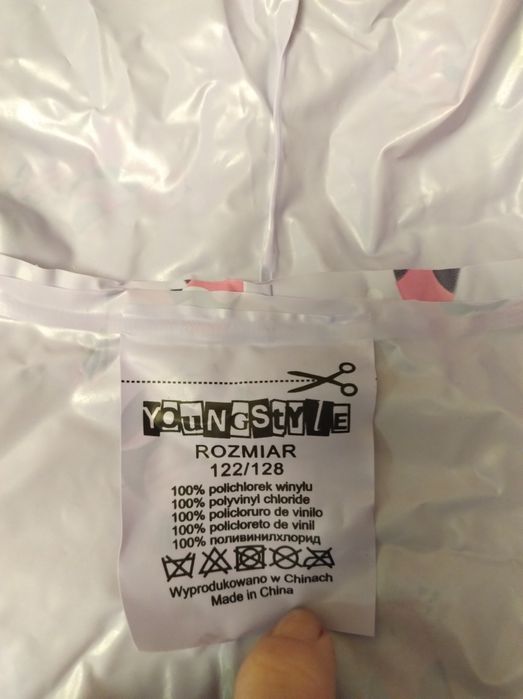 YOUNGSTYLE
ROZMIAR
122/128
100% polichlorek winylu
100% polyvinyl chloride
100% policloruro de vinilo
100% policloreto de vinil
100% поливинилхлорид
Wyprodukowano w Chinach
Made in China